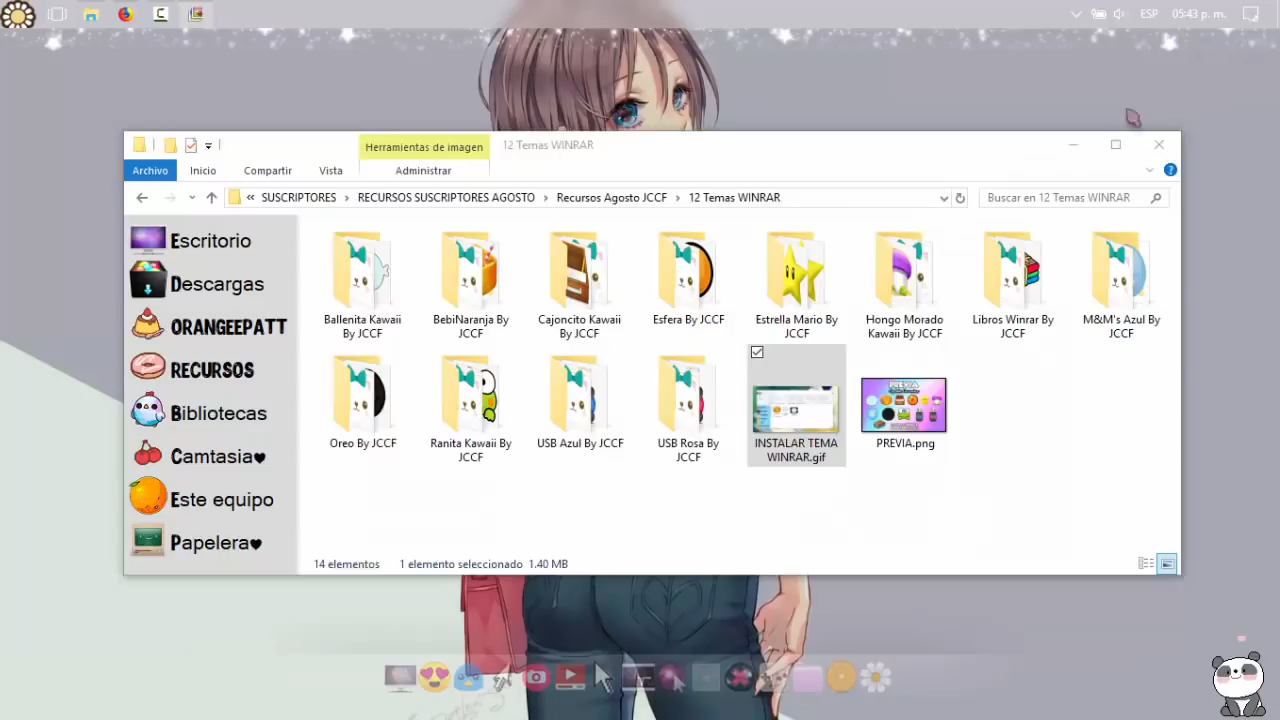 ESP 05:43 p. m.
Herramientas de imagen 12 Temas WINRAR
Archivo Inicio Compartir Vista Administrar
« SUSCRIPTORES › RECURSOS SUSCRIPTORES AGOSTO › Recursos Agosto JCCF › 12 Temas WINRAR
Buscar en 12 Temas WINRAR
Escritorio
Descargas
ORANGEEPATT
RECURSOS
Bibliotecas
Camtasia♥
Este equipo
Papelera♥
Ballenita Kawaii
By JCCF
BebiNaranja By
JCCF
Cajoncito Kawaii
By JCCF
Esfera By JCCF
Estrella Mario By
JCCF
Hongo Morado
Kawaii By JCCF
Libros Winrar By
JCCF
M&M's Azul By
JCCF
Oreo By JCCF
Ranita Kawaii By
JCCF
USB Azul By JCCF
USB Rosa By
JCCF
INSTALAR TEMA
WINRAR.gif
PREVIA
PREVIA.png
14 elementos 1 elemento seleccionado 1.40 MB